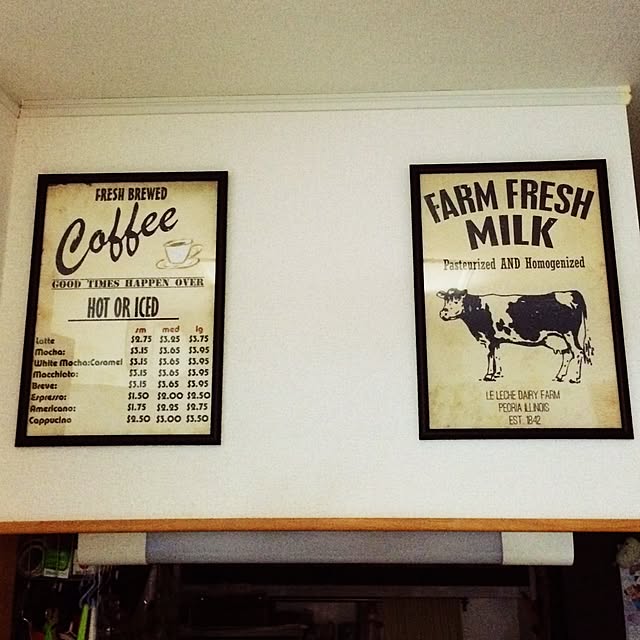 FRESH BREWED
Coffee
GOOD TIMES HAPPEN OVER
HOT OR ICED
sm med lg
Latte $2.75 $3.25 $3.75
Mocha: $3.15 $3.65 $3.95
White Mocha:Caramel $3.15 $3.65 $3.95
Macchiato: $3.15 $3.65 $3.95
Breve: $3.15 $3.65 $3.95
Espresso: $1.50 $2.00 $2.50
Americano: $1.75 $2.25 $2.75
Cappucino $2.50 $3.00 $3.50
FARM FRESH
MILK
Pasteurized AND Homogenized
LE LECHE DAIRY FARM
PEORIA ILLINOIS
EST. 1842